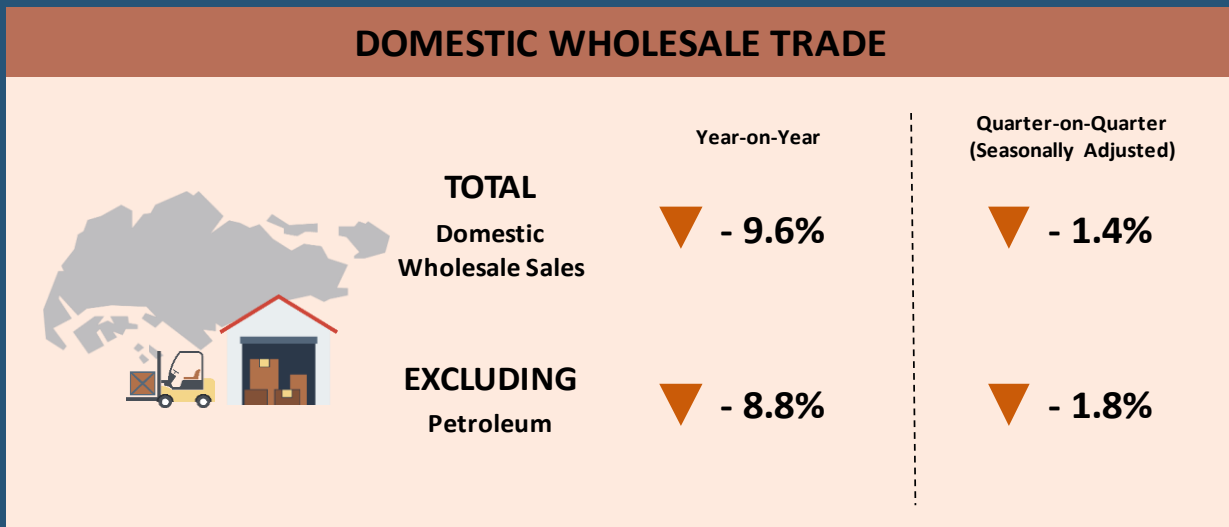 DOMESTIC WHOLESALE TRADE
Year-on-Year
Quarter-on-Quarter
(Seasonally Adjusted)
TOTAL
Domestic
Wholesale Sales
- 9.6%
- 1.4%
EXCLUDING
Petroleum
- 8.8%
- 1.8%